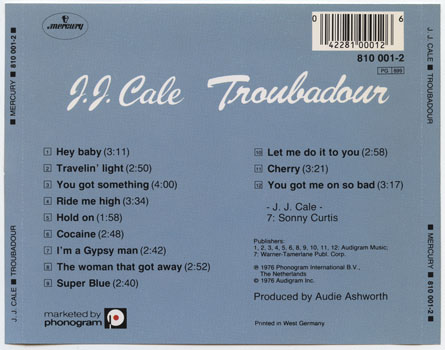 mercury
0 42281 00012 6
810 001-2
PG 899
J.J. Cale Troubadour
1 Hey baby (3:11)
2 Travelin' light (2:50)
3 You got something (4:00)
4 Ride me high (3:34)
5 Hold on (1:58)
6 Cocaine (2:48)
7 I'm a Gypsy man (2:42)
8 The woman that got away (2:52)
9 Super Blue (2:40)
10 Let me do it to you (2:58)
11 Cherry (3:21)
12 You got me on so bad (3:17)
- J. J. Cale -
7: Sonny Curtis
Publishers:
1, 2, 3, 4, 5, 6, 8, 9, 10, 11, 12: Audigram Music;
7: Warner-Tamerlane Publ. Corp.
℗ 1976 Phonogram International B.V.,
The Netherlands
© 1976 Audigram Inc.
Produced by Audie Ashworth
Printed in West Germany
marketed by
phonogram
J. J. CALE ■ TROUBADOUR ■ MERCURY ■ 810 001-2 ■
J. J. CALE ■ TROUBADOUR ■ MERCURY ■ 810 001-2 ■